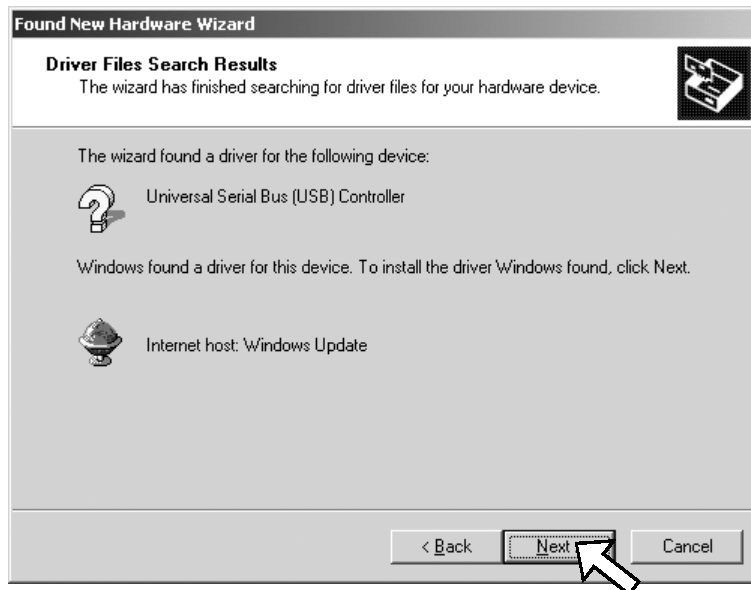 Found New Hardware Wizard
Driver Files Search Results
The wizard has finished searching for driver files for your hardware device.
The wizard found a driver for the following device:
Universal Serial Bus (USB) Controller
Windows found a driver for this device. To install the driver Windows found, click Next.
Internet host: Windows Update
< Back
Next
Cancel